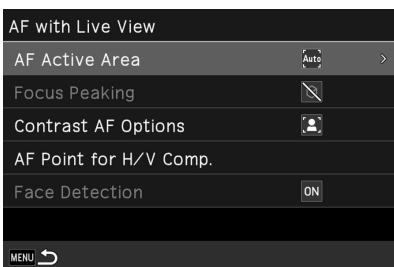 AF with Live View
AF Active Area Auto
Focus Peaking
Contrast AF Options
AF Point for H/V Comp.
Face Detection ON
MENU